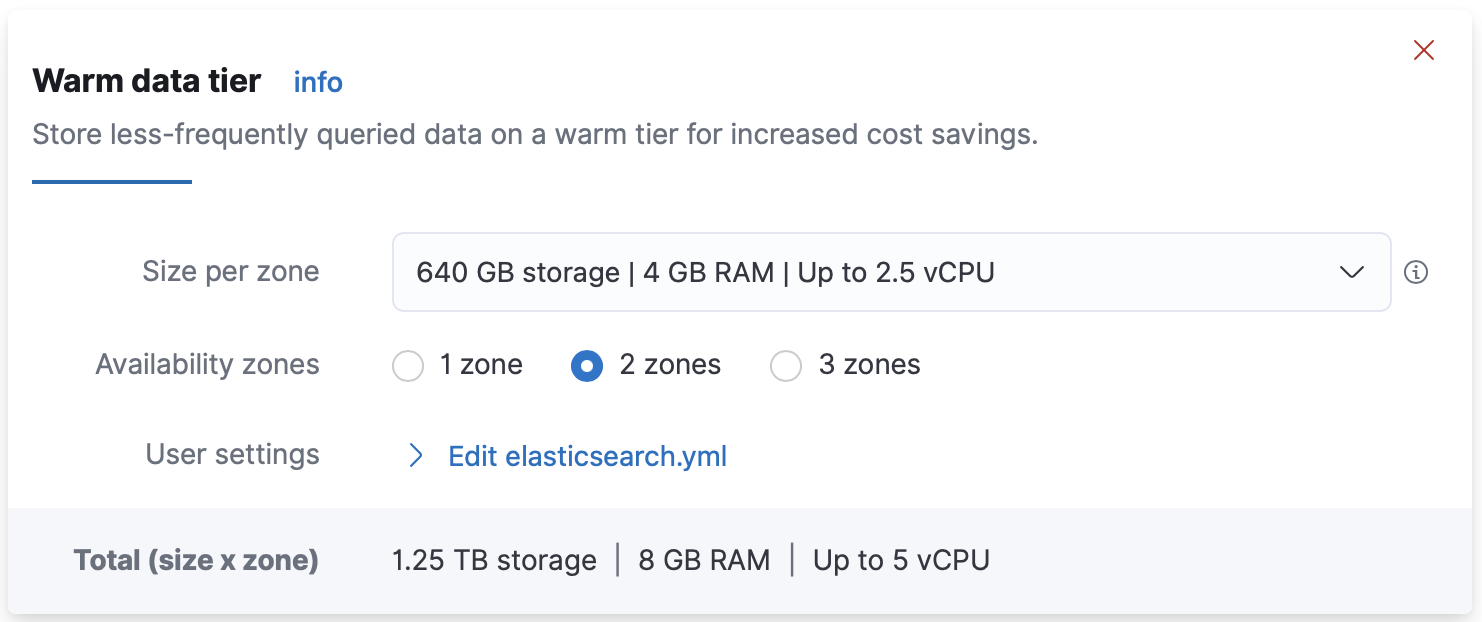 Warm data tier info
Store less-frequently queried data on a warm tier for increased cost savings.
Size per zone 640 GB storage | 4 GB RAM | Up to 2.5 vCPU
Availability zones 1 zone 2 zones 3 zones
User settings Edit elasticsearch.yml
Total (size x zone) 1.25 TB storage | 8 GB RAM | Up to 5 vCPU